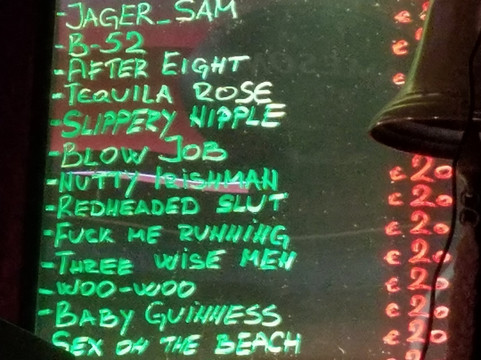 -JAGER_SAM €
-B-52 €
-AFTER EIGHT €
-TEQUILA ROSE
-SLIPPERY NIPPLE
-BLOW JOB
-NUTTY IRISHMAN €20
-REDHEADED SLUT €20
-FUCK ME RUNNING €20
-THREE WISE MEN €20
-WOO-WOO €20
-BABY GUINNESS €20
SEX ON THE BEACH